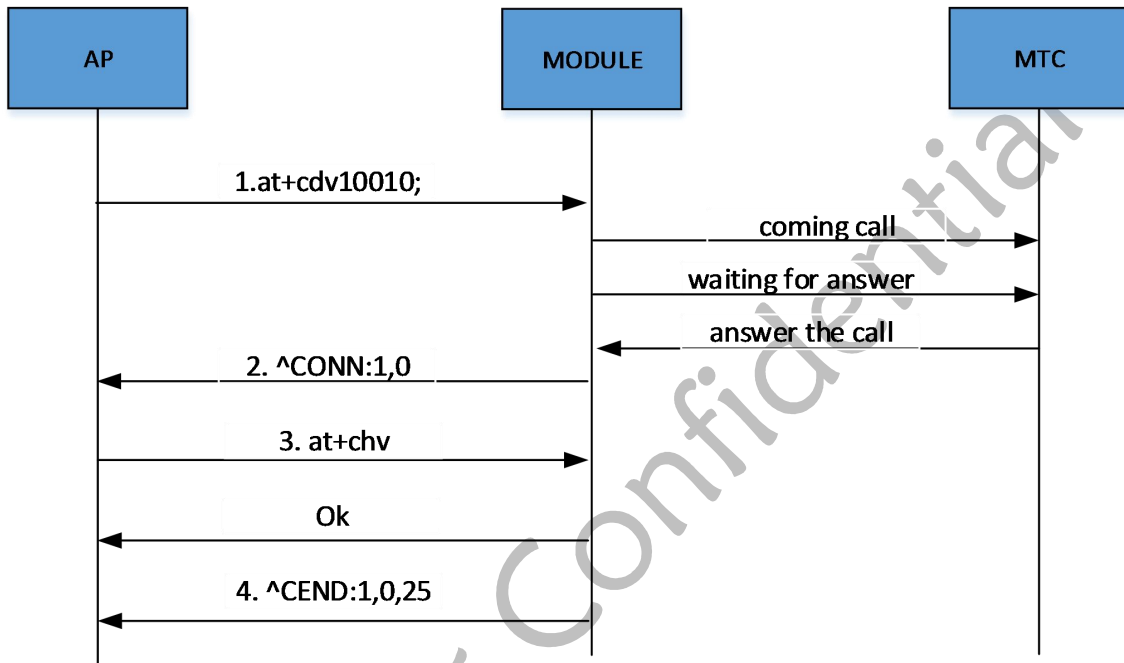 AP
MODULE
MTC
1.at+cdv10010;
coming call
waiting for answer
answer the call
2. ^CONN:1,0
3. at+chv
Ok
4. ^CEND:1,0,25
Confidential